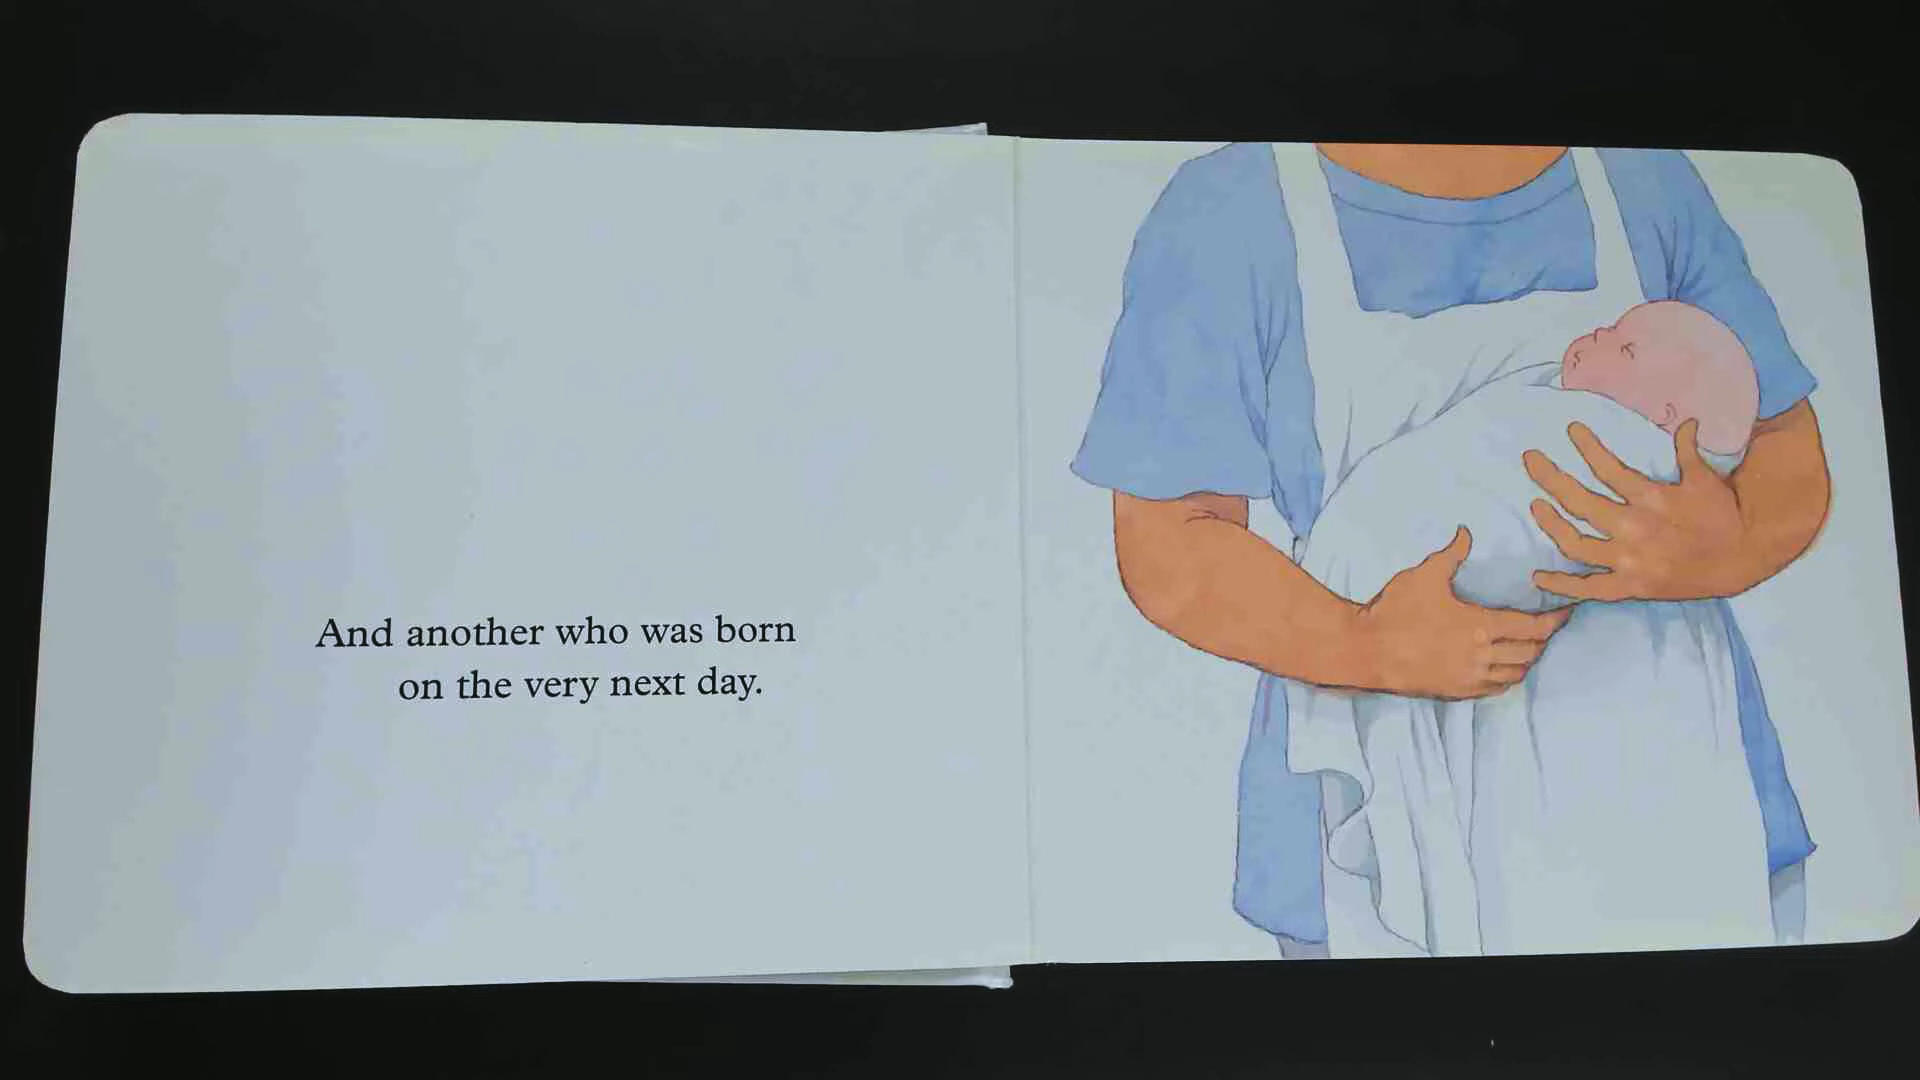 And another who was born
on the very next day.